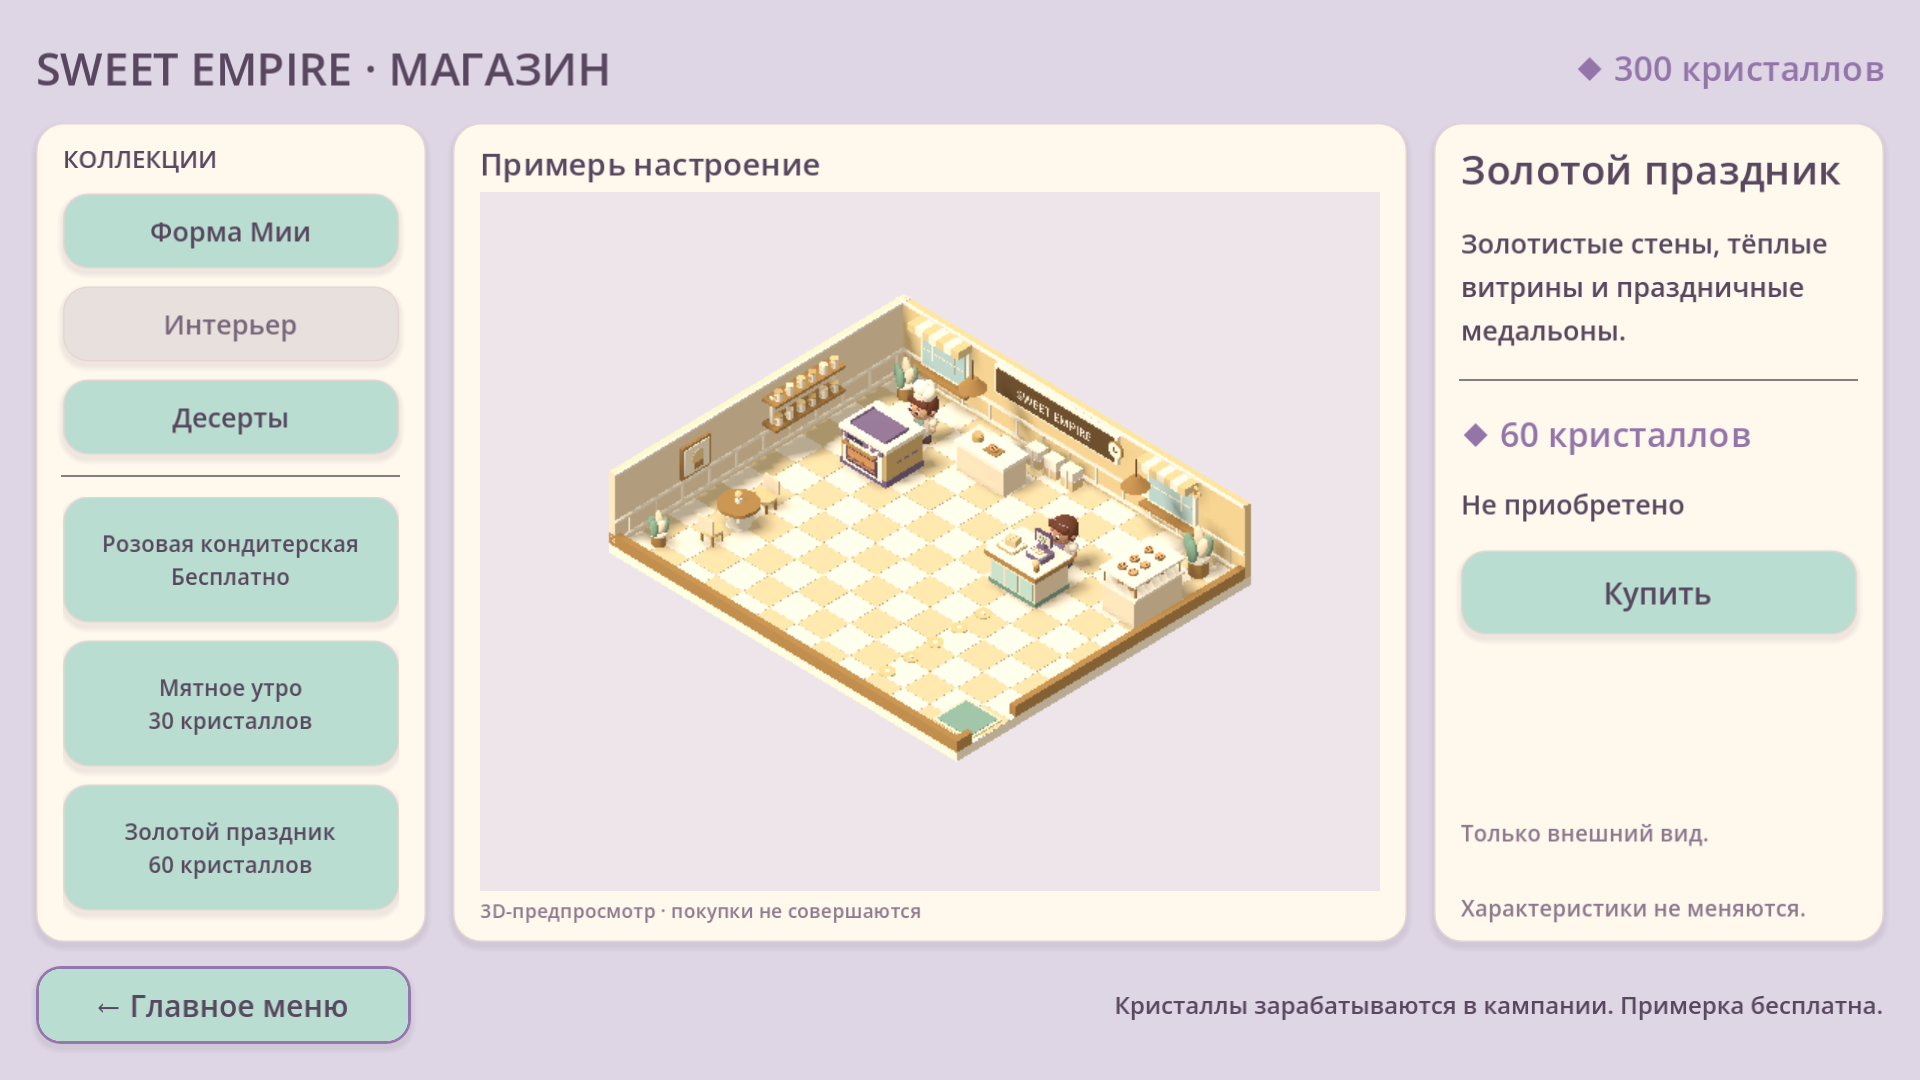 SWEET EMPIRE · МАГАЗИН
◆ 300 кристаллов
КОЛЛЕКЦИИ
Форма Мии
Интерьер
Десерты
Розовая кондитерская
Бесплатно
Мятное утро
30 кристаллов
Золотой праздник
60 кристаллов
Примерь настроение
SWEET EMPIRE
3D-предпросмотр · покупки не совершаются
Золотой праздник
Золотистые стены, тёплые
витрины и праздничные
медальоны.
◆ 60 кристаллов
Не приобретено
Купить
Только внешний вид.
Характеристики не меняются.
← Главное меню
Кристаллы зарабатываются в кампании. Примерка бесплатна.